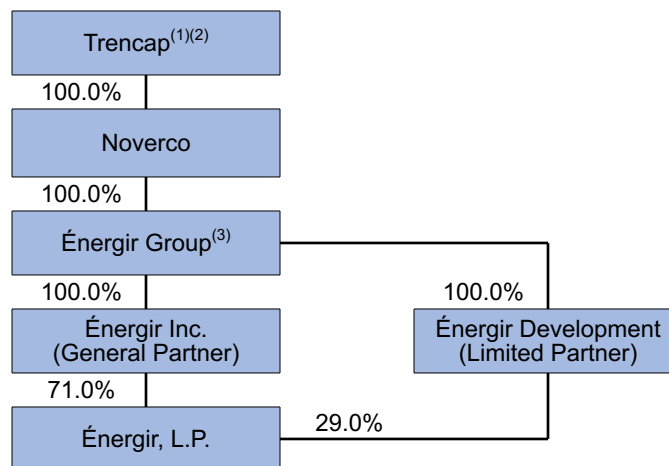 Trencap(1)(2)
100.0%
Noverco
100.0%
Énergir Group(3)
100.0%
100.0%
Énergir Inc.
(General Partner)
Énergir Development
(Limited Partner)
71.0%
29.0%
Énergir, L.P.